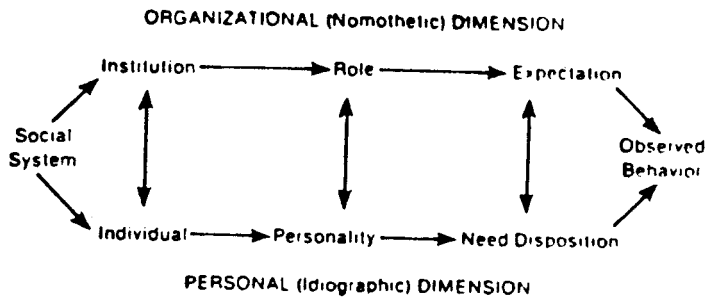 ORGANIZATIONAL (Nomothetic) DIMENSION
Institution Role Expectation
Social
System
Observed
Behavior
Individual Personality Need Disposition
PERSONAL (Idiographic) DIMENSION